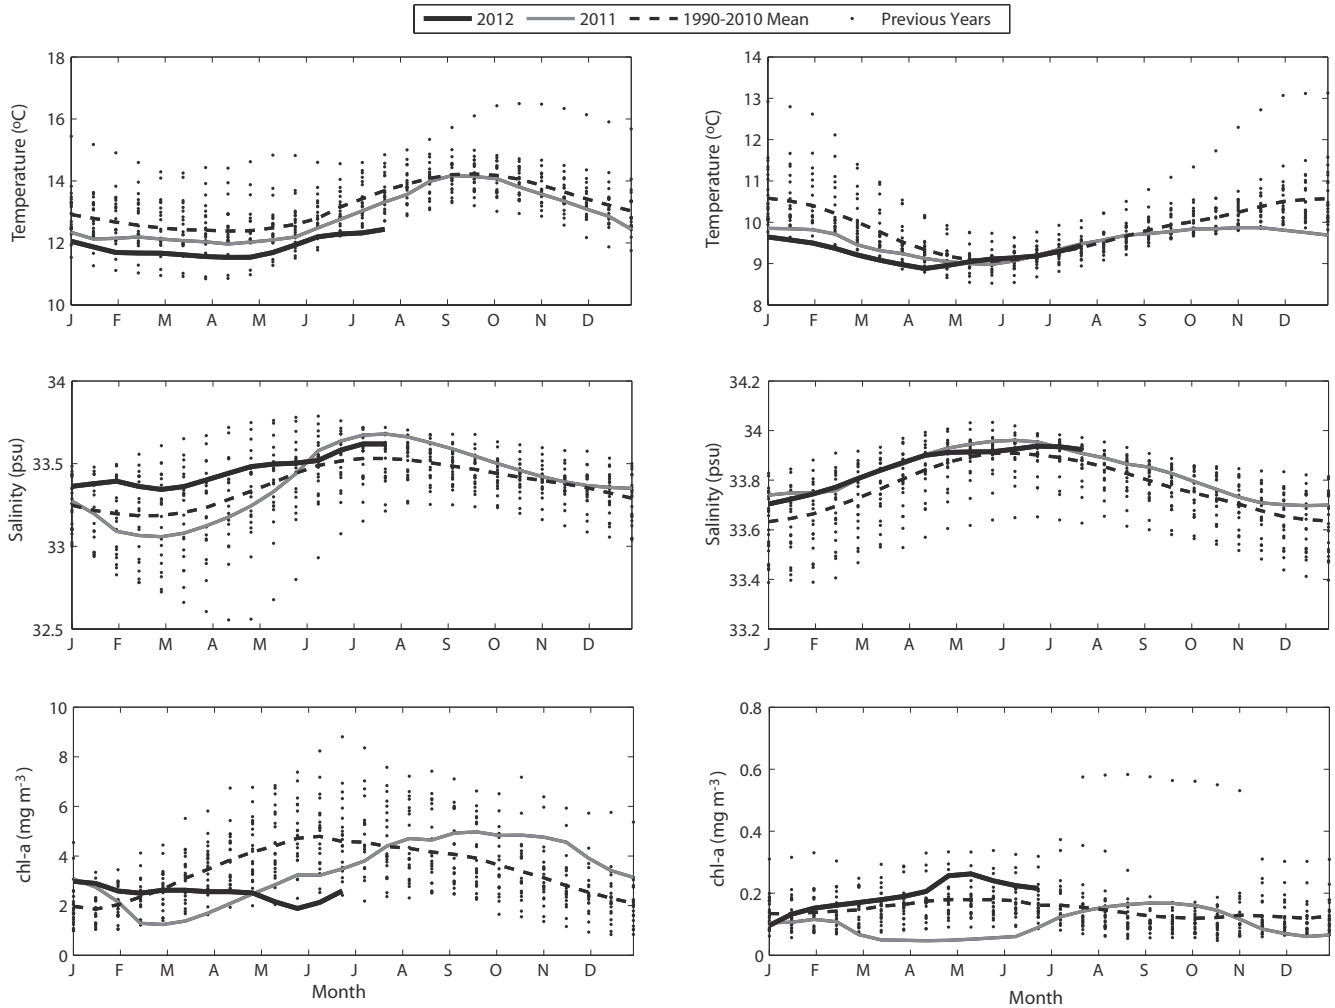 2012 2011 1990-2010 Mean Previous Years
Temperature (ºC)
18
16
14
12
10
J F M A M J J A S O N D
Temperature (ºC)
14
13
12
11
10
9
8
J F M A M J J A S O N D
Salinity (psu)
34
33.5
33
32.5
J F M A M J J A S O N D
Salinity (psu)
34.2
34
33.8
33.6
33.4
33.2
J F M A M J J A S O N D
chl-a (mg m-3)
10
8
6
4
2
0
J F M A M J J A S O N D
Month
chl-a (mg m-3)
0.8
0.6
0.4
0.2
0
J F M A M J J A S O N D
Month